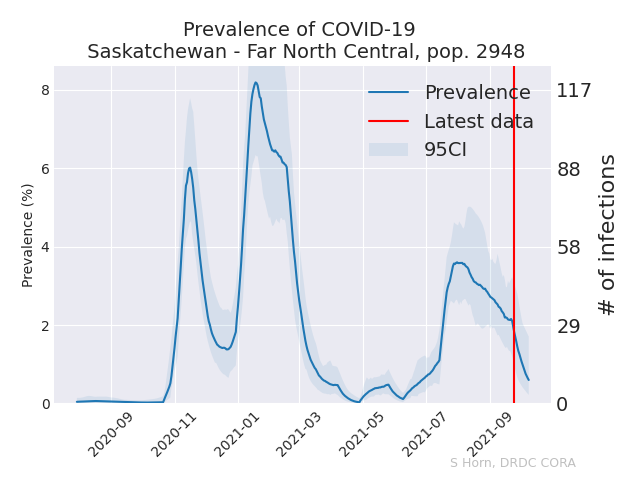 Prevalence of COVID-19
Saskatchewan - Far North Central, pop. 2948
Prevalence
Latest data
95CI
Prevalence (%)
8
6
4
2
0
117
88
58
29
0
# of infections
2020-09
2020-11
2021-01
2021-03
2021-05
2021-07
2021-09
S Horn, DRDC CORA